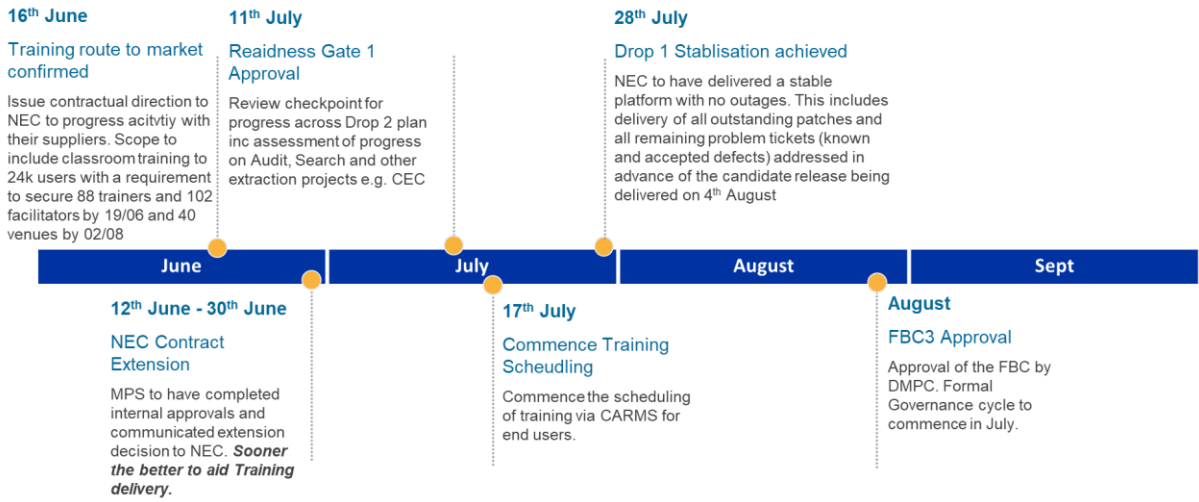 16th June
Training route to market
confirmed
Issue contractual direction to
NEC to progress acitvtiy with
their suppliers. Scope to
include classroom training to
24k users with a requirement
to secure 88 trainers and 102
facilitators by 19/06 and 40
venues by 02/08
11th July
Reaidness Gate 1
Approval
Review checkpoint for
progress across Drop 2 plan
inc assessment of progress
on Audit, Search and other
extraction projects e.g. CEC
28th July
Drop 1 Stablisation achieved
NEC to have delivered a stable
platform with no outages. This includes
delivery of all outstanding patches and
all remaining problem tickets (known
and accepted defects) addressed in
advance of the candidate release being
delivered on 4th August
June
July
August
Sept
12th June - 30th June
NEC Contract
Extension
MPS to have completed
internal approvals and
communicated extension
decision to NEC. Sooner
the better to aid Training
delivery.
17th July
Commence Training
Scheudling
Commence the scheduling
of training via CARMS for
end users.
August
FBC3 Approval
Approval of the FBC by
DMPC. Formal
Governance cycle to
commence in July.